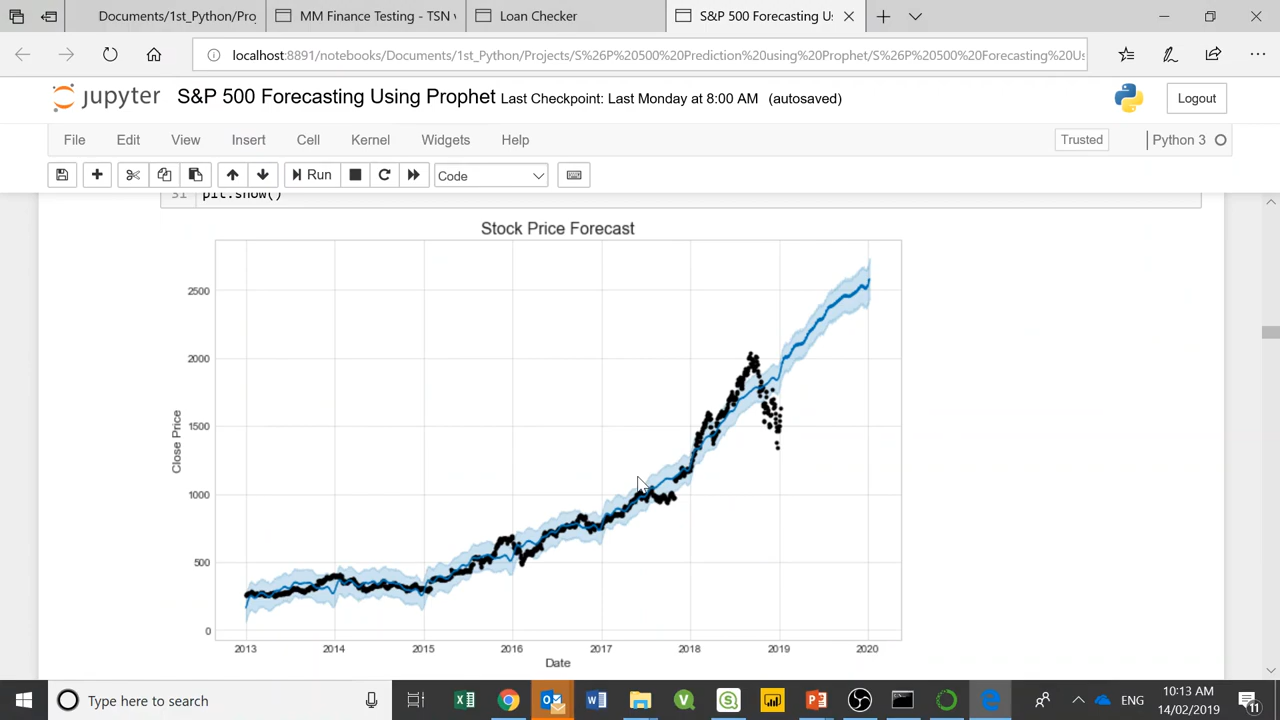 Documents/1st_Python/Proj
MM Finance Testing - TSN
Loan Checker
S&P 500 Forecasting U
localhost:8891/notebooks/Documents/1st_Python/Projects/S%26P%20500%20Prediction%20using%20Prophet/S%26P%20500%20Forecasting%20Us
jupyter S&P 500 Forecasting Using Prophet Last Checkpoint: Last Monday at 8:00 AM (autosaved)
Logout
File Edit View Insert Cell Kernel Widgets Help
Trusted
Python 3
Run
Code
31 plt.show()
Stock Price Forecast
2500
2000
1500
1000
500
0
Close Price
2013 2014 2015 2016 2017 2018 2019 2020
Date
Type here to search
ENG
10:13 AM
14/02/2019
11